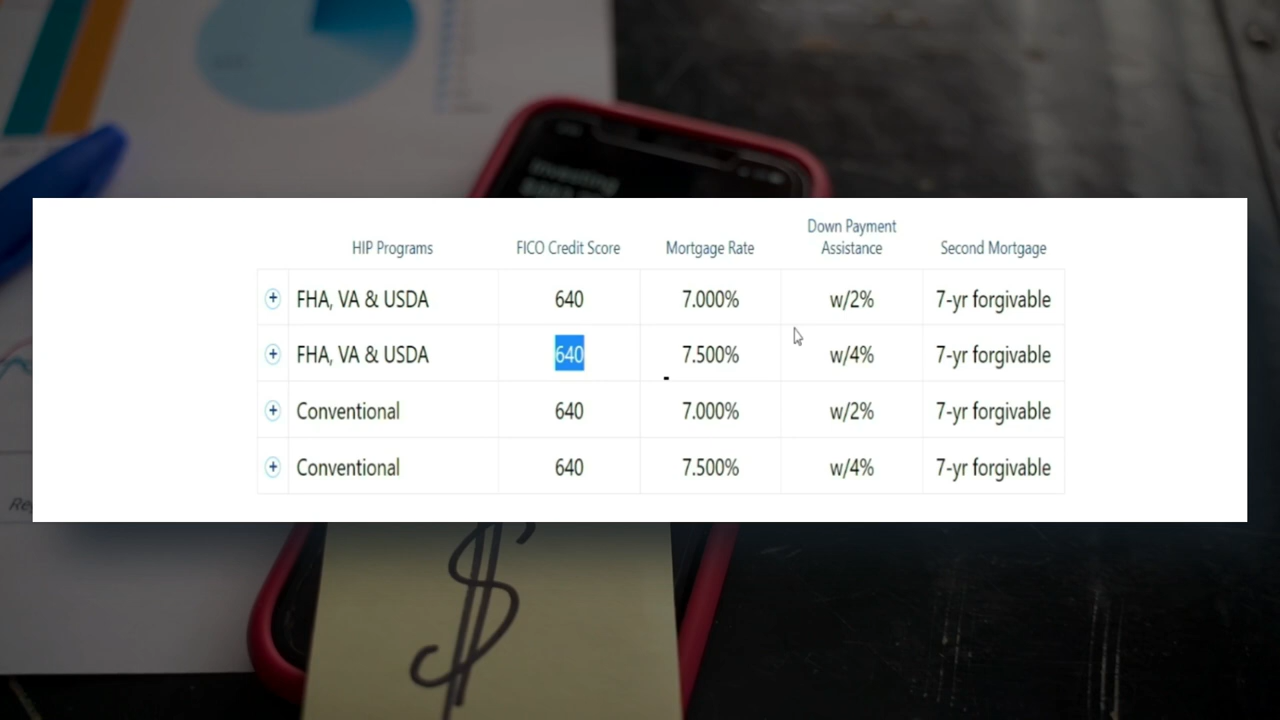 Investing
Down Payment
HIP Programs FICO Credit Score Mortgage Rate Assistance Second Mortgage
FHA, VA & USDA 640 7.000% w/2% 7-yr forgivable
FHA, VA & USDA 640 7.500% w/4% 7-yr forgivable
Conventional 640 7.000% w/2% 7-yr forgivable
Conventional 640 7.500% w/4% 7-yr forgivable
$